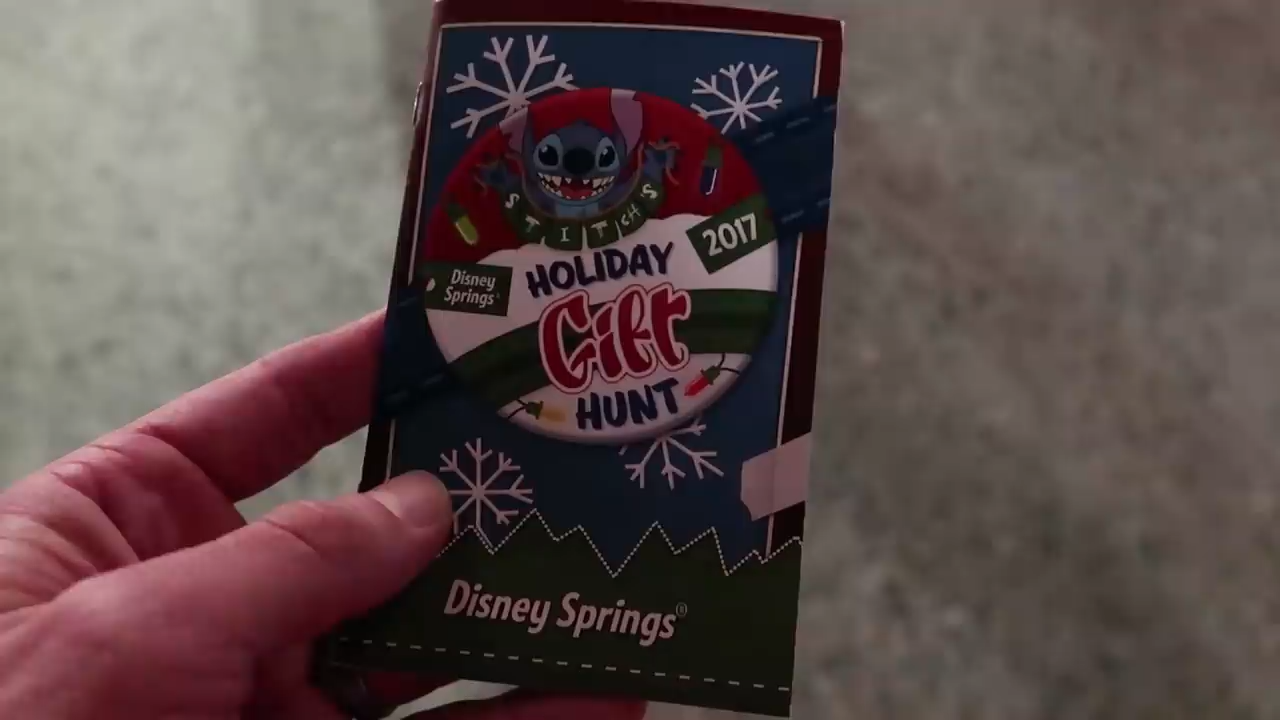 STITCH'S
2017
Disney
Springs
HOLIDAY
Gift
HUNT
Disney Springs®